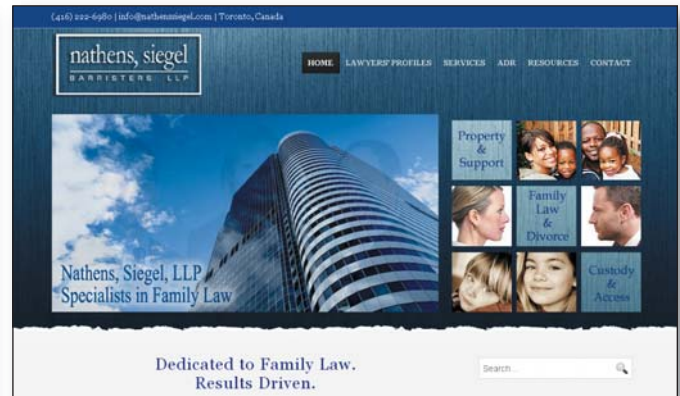 (416) 222-6980 | info@nathenssiegel.com | Toronto, Canada
nathens, siegel
BARRISTERS LLP
HOME LAWYERS' PROFILES SERVICES ADR RESOURCES CONTACT
Property
&
Support
Family
Law
&
Divorce
Custody
&
Access
Nathens, Siegel, LLP
Specialists in Family Law
Dedicated to Family Law.
Results Driven.
Search ...